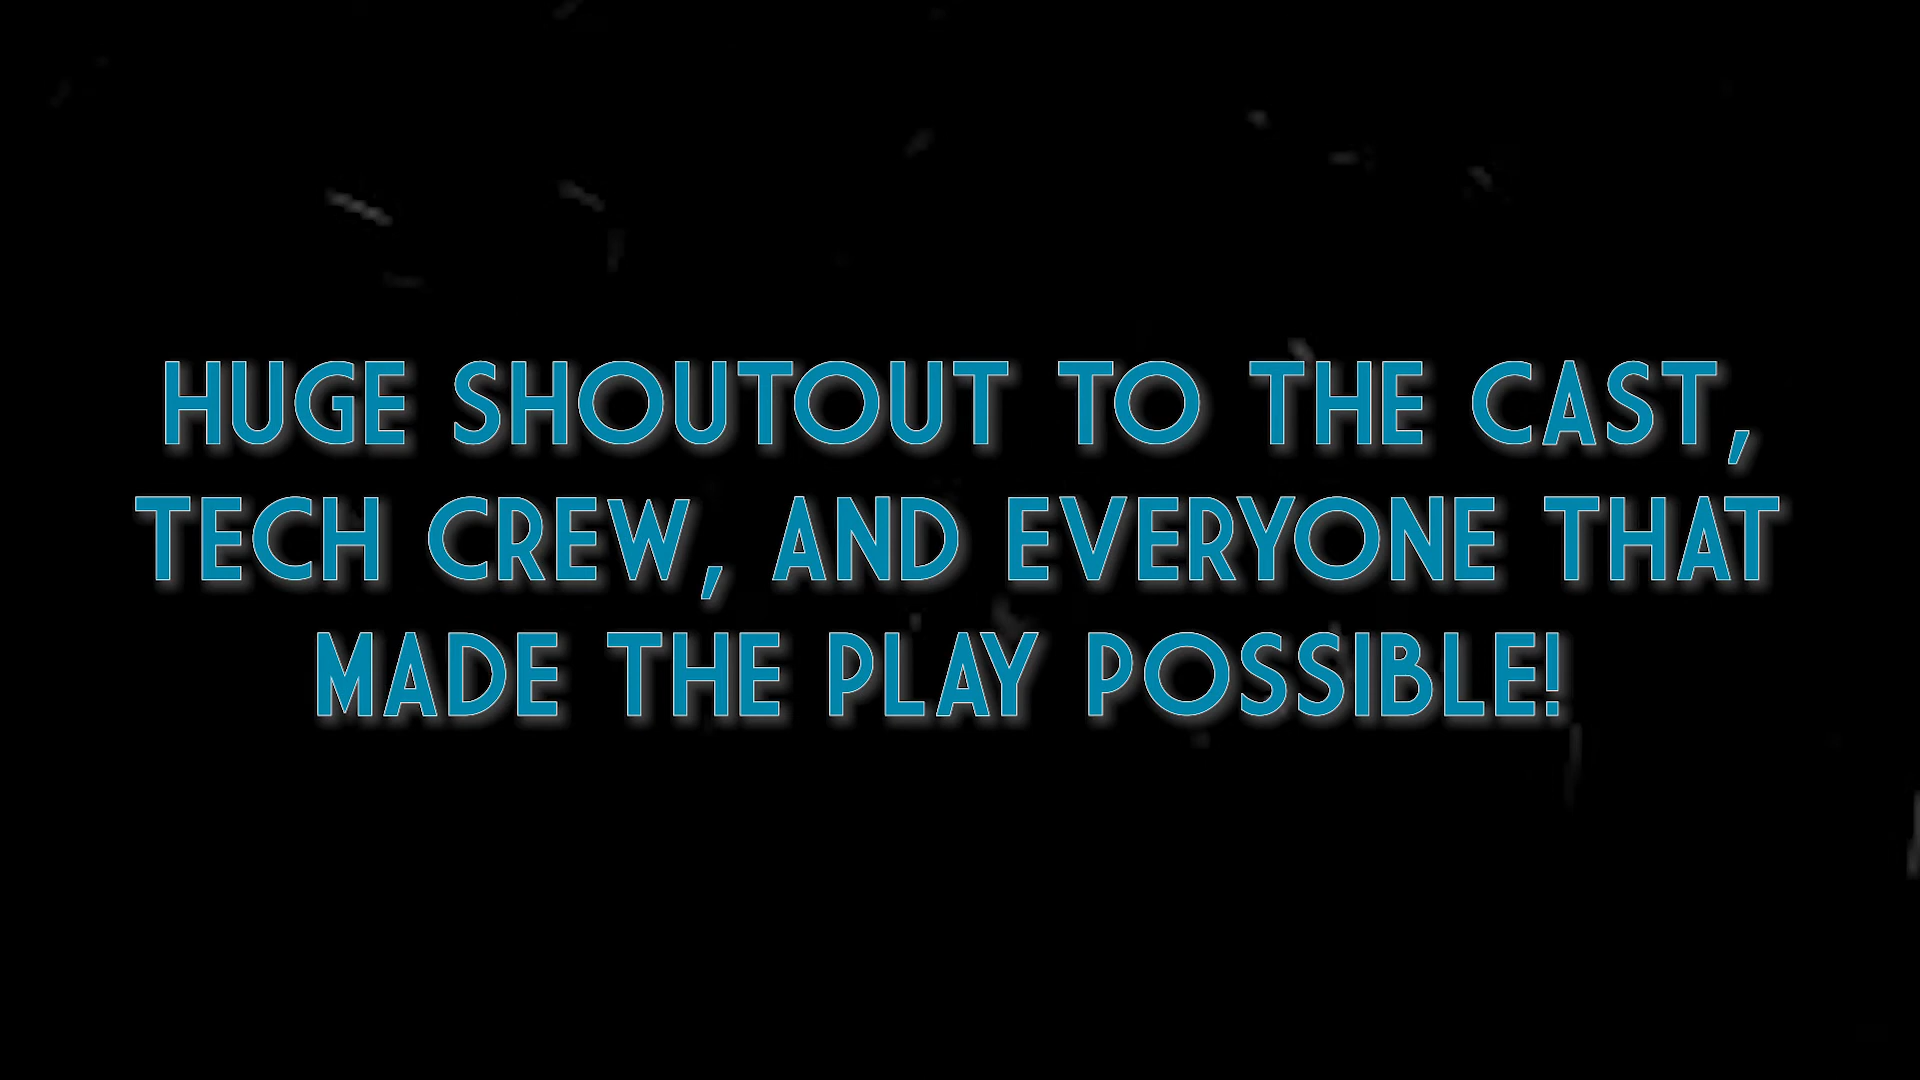 HUGE SHOUTOUT TO THE CAST,
TECH CREW, AND EVERYONE THAT
MADE THE PLAY POSSIBLE!